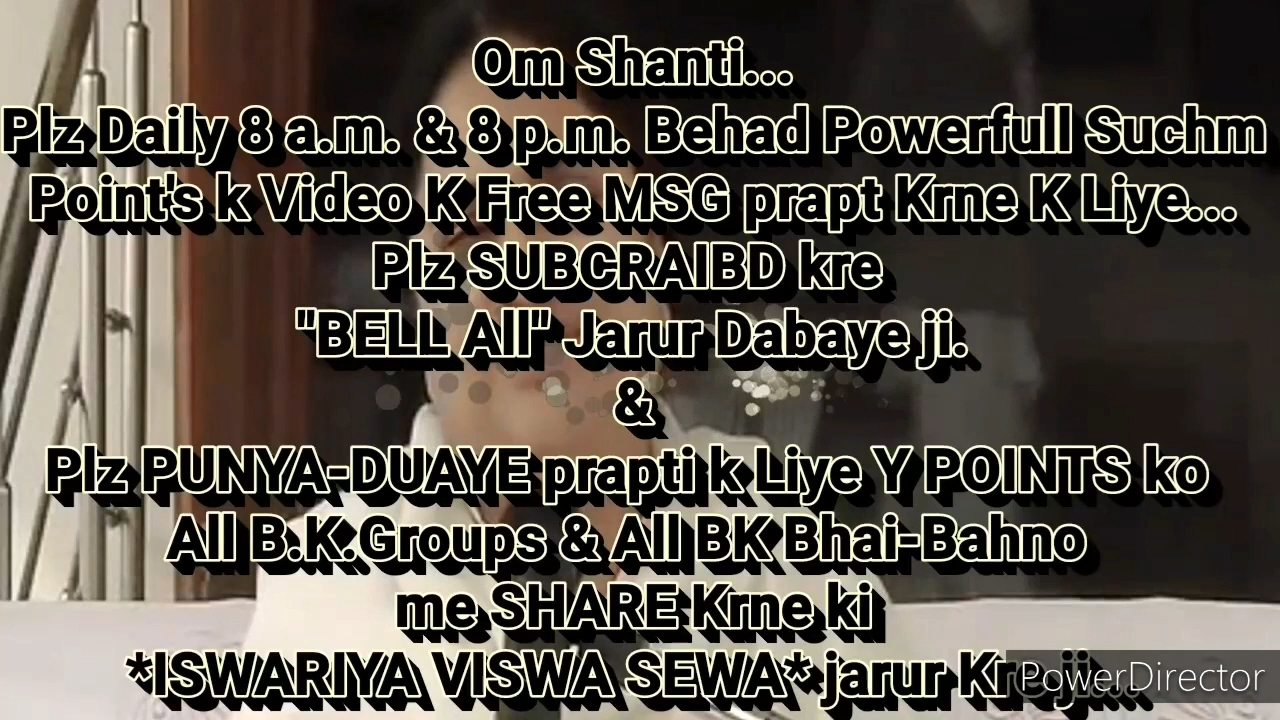 Om Shanti...
Plz Daily 8 a.m. & 8 p.m. Behad Powerfull Suchm
Point's k Video K Free MSG prapt Krne K Liye...
Plz SUBCRAIBD kre
"BELL All" Jarur Dabaye ji.
&
Plz PUNYA-DUAYE prapti k Liye Y POINTS ko
All B.K.Groups & All BK Bhai-Bahno
me SHARE Krne ki
*ISWARIYA VISWA SEWA* jarur Kre ji...
PowerDirector